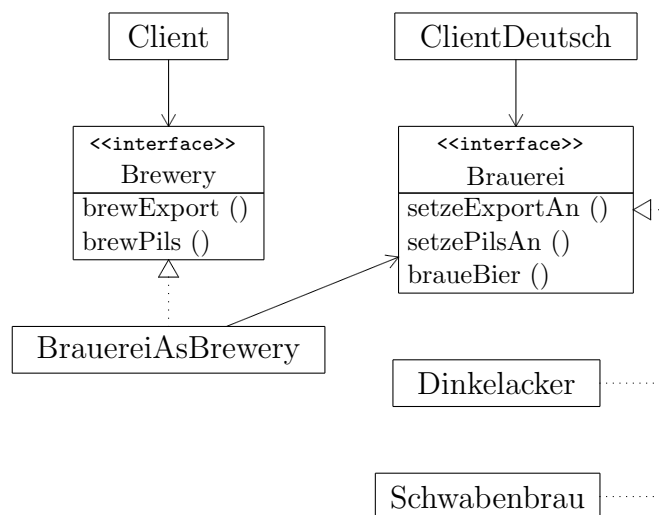 Client
ClientDeutsch
<<interface>>
Brewery
brewExport ()
brewPils ()
<<interface>>
Brauerei
setzeExportAn ()
setzePilsAn ()
braueBier ()
BrauereiAsBrewery
Dinkelacker
Schwabenbrau